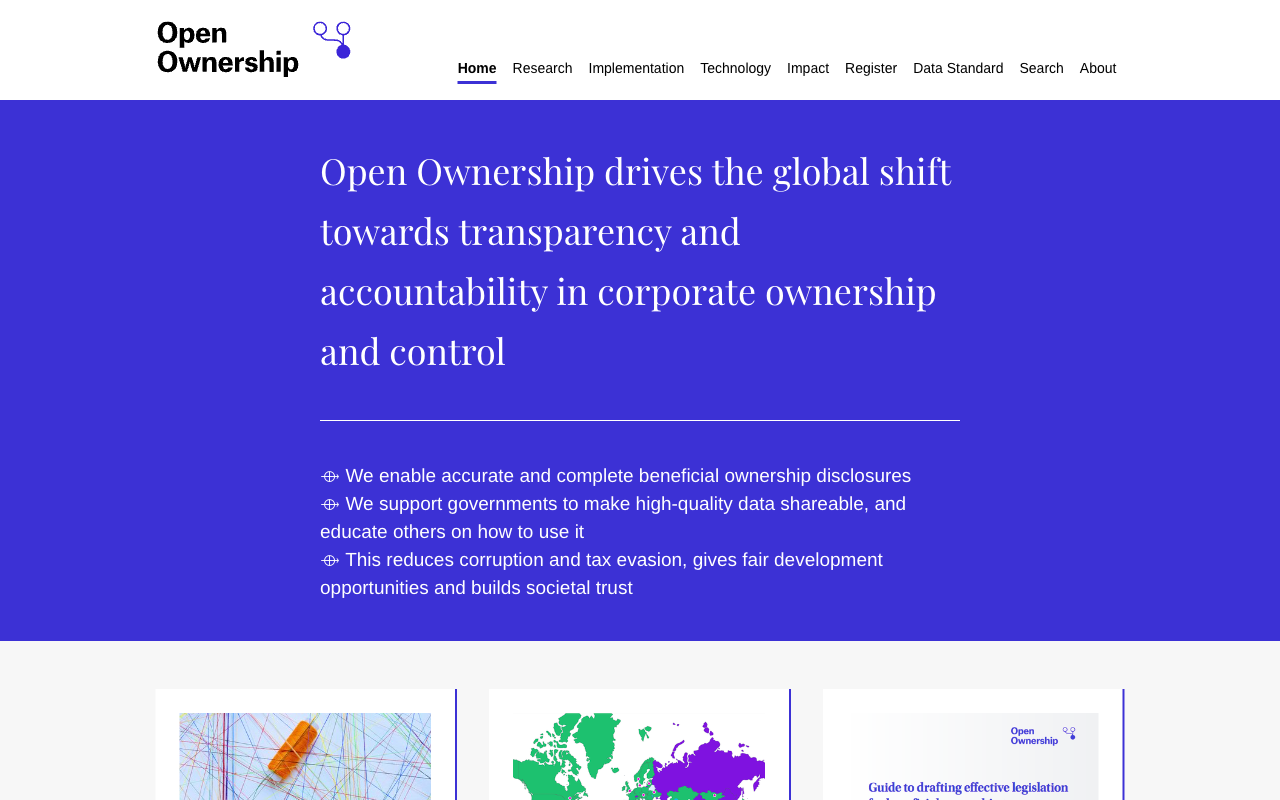 Open
Ownership
Home Research Implementation Technology Impact Register Data Standard Search About
Open Ownership drives the global shift
towards transparency and
accountability in corporate ownership
and control
We enable accurate and complete beneficial ownership disclosures
We support governments to make high-quality data shareable, and
educate others on how to use it
This reduces corruption and tax evasion, gives fair development
opportunities and builds societal trust
Open
Ownership
Guide to drafting effective legislation